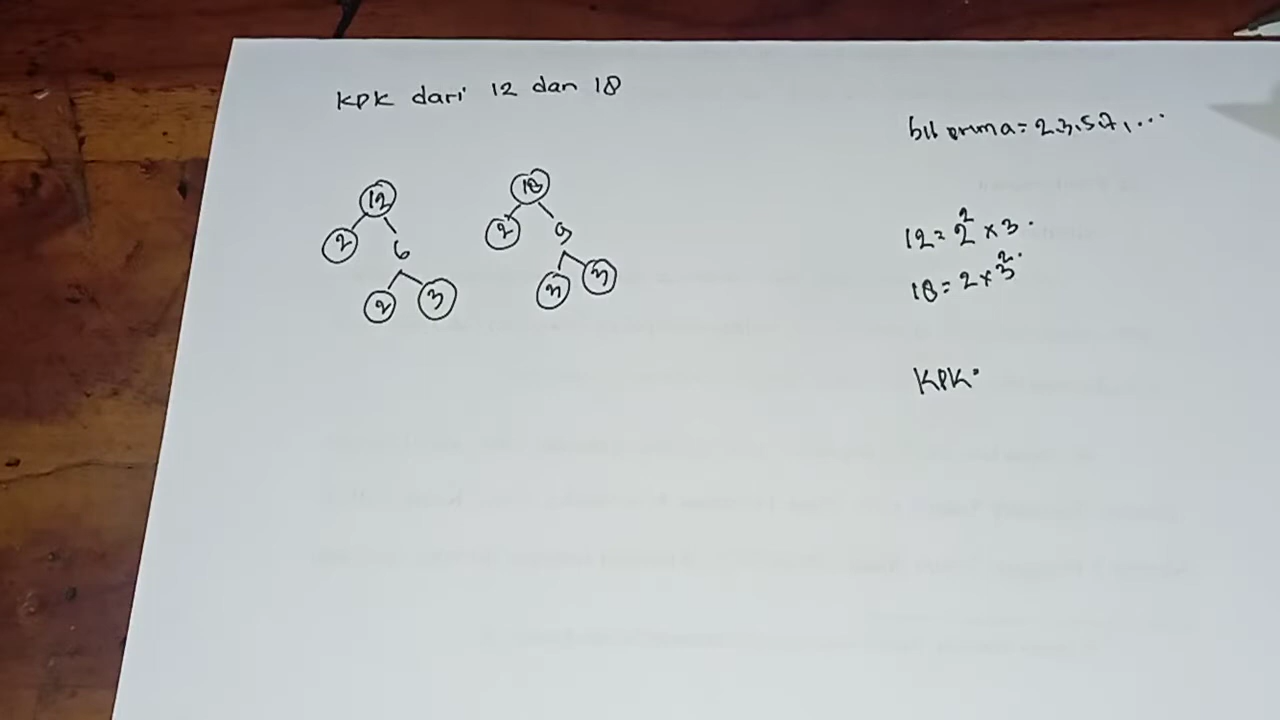 KPK dari 12 dan 18
bil prima = 2,3,5,7, ...
12
2 6
2 3
18
2 9
3 3
12 = 2² × 3
18 = 2 × 3²
KPK =